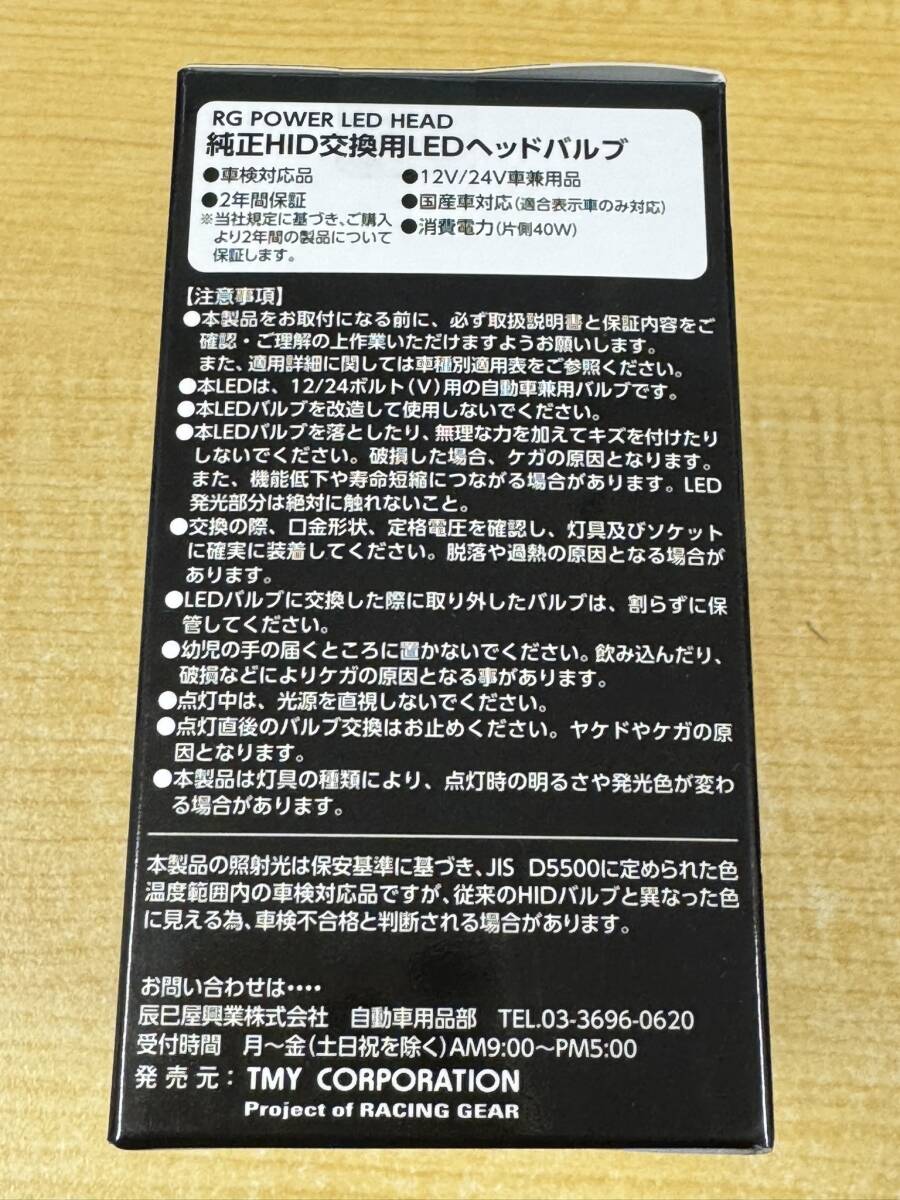 RG POWER LED HEAD
純正HID交換用LEDヘッドバルブ
●車検対応品
●2年間保証
※当社規定に基づき、ご購入
より2年間の製品について
保証します。
●12V/24V車兼用品
●国産車対応(適合表示車のみ対応)
●消費電力(片側40W)
【注意事項】
●本製品をお取付になる前に、必ず取扱説明書と保証内容をご
確認・ご理解の上作業いただけますようお願いします。
また、適用詳細に関しては車種別適用表をご参照ください。
●本LEDは、12/24ボルト(V)用の自動車兼用バルブです。
●本LEDバルブを改造して使用しないでください。
●本LEDバルブを落としたり、無理な力を加えてキズを付けたり
しないでください。破損した場合、ケガの原因となります。
また、機能低下や寿命短縮につながる場合があります。LED
発光部分は絶対に触れないこと。
●交換の際、口金形状、定格電圧を確認し、灯具及びソケット
に確実に装着してください。脱落や過熱の原因となる場合が
あります。
●LEDバルブに交換した際に取り外したバルブは、割らずに保
管してください。
●幼児の手の届くところに置かないでください。飲み込んだり、
破損などによりケガの原因となる事があります。
●点灯中は、光源を直視しないでください。
●点灯直後のバルブ交換はお止めください。ヤケドやケガの原
因となります。
●本製品は灯具の種類により、点灯時の明るさや発光色が変わ
る場合があります。
本製品の照射光は保安基準に基づき、JIS D5500に定められた色
温度範囲内の車検対応品ですが、従来のHIDバルブと異なった色
に見える為、車検不合格と判断される場合があります。
お問い合わせは‥‥
辰巳屋興業株式会社 自動車用品部 TEL.03-3696-0620
受付時間 月〜金(土日祝を除く)AM9:00〜PM5:00
発売元:TMY CORPORATION
Project of RACING GEAR